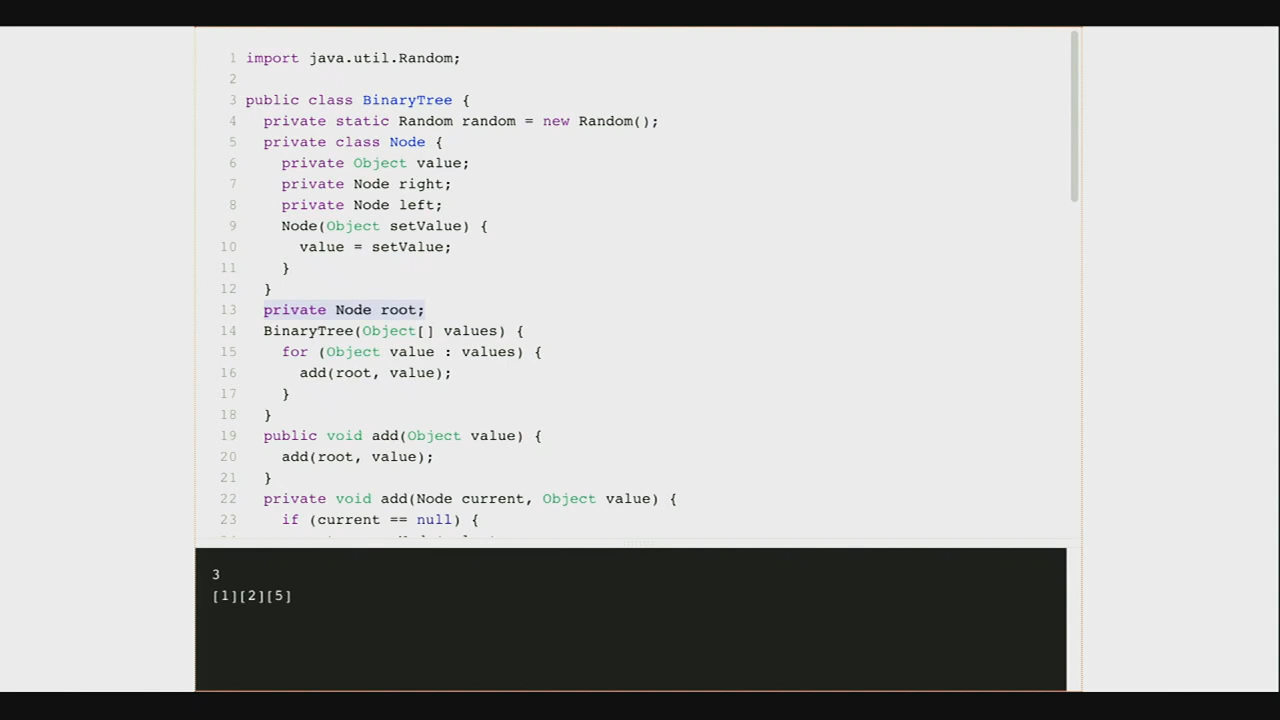 1 import java.util.Random;
2
3 public class BinaryTree {
4   private static Random random = new Random();
5   private class Node {
6     private Object value;
7     private Node right;
8     private Node left;
9     Node(Object setValue) {
10       value = setValue;
11     }
12   }
13   private Node root;
14   BinaryTree(Object[] values) {
15     for (Object value : values) {
16       add(root, value);
17     }
18   }
19   public void add(Object value) {
20     add(root, value);
21   }
22   private void add(Node current, Object value) {
23     if (current == null) {
3
[1][2][5]